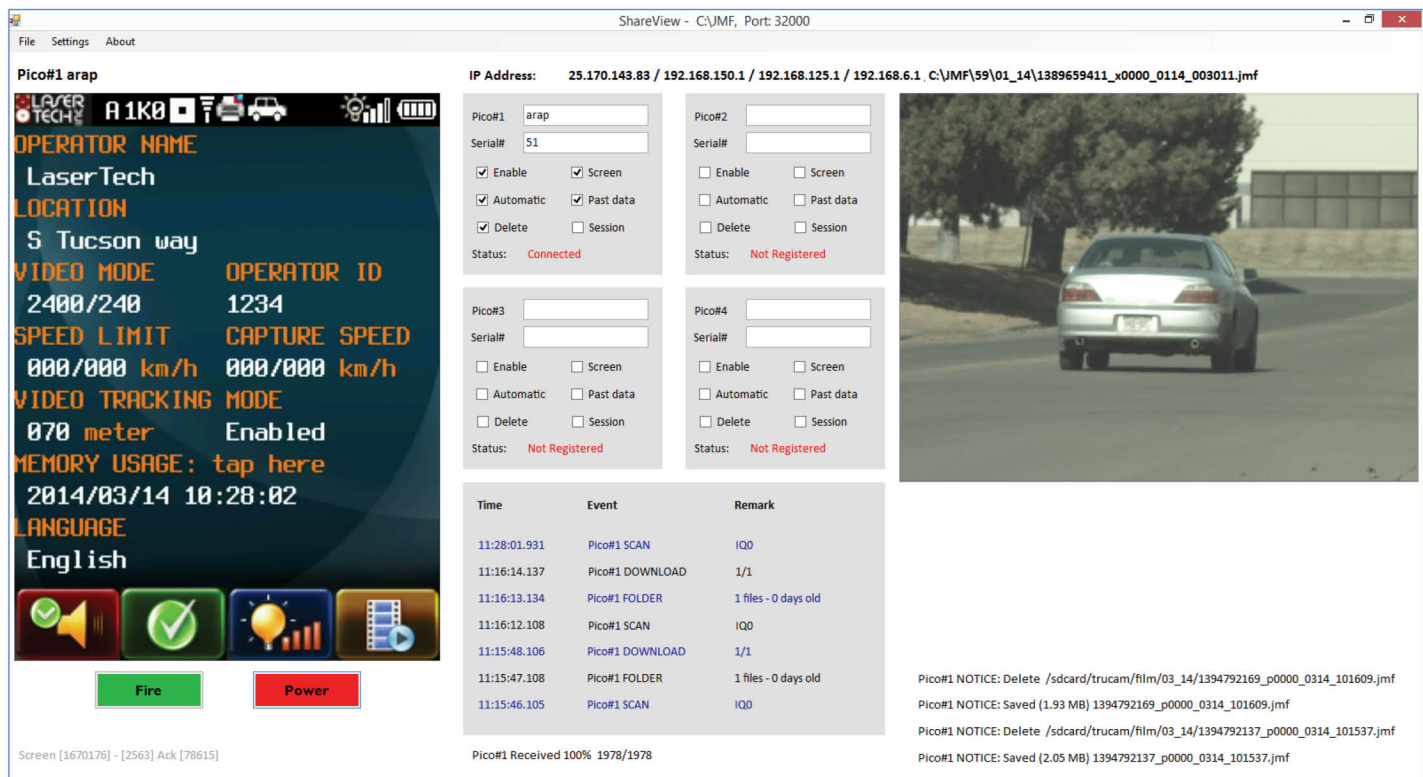 ShareView - C:\JMF, Port: 32000
File Settings About
Pico#1 arap
IP Address: 25.170.143.83 / 192.168.150.1 / 192.168.125.1 / 192.168.6.1 , C:\JMF\59\01_14\1389659411_x0000_0114_003011.jmf
LASER TECH INC A 1K0
OPERATOR NAME
LaserTech
LOCATION
S Tucson way
VIDEO MODE OPERATOR ID
2400/240 1234
SPEED LIMIT CAPTURE SPEED
000/000 km/h 000/000 km/h
VIDEO TRACKING MODE
070 meter Enabled
MEMORY USAGE: tap here
2014/03/14 10:28:02
LANGUAGE
English
Fire Power
Screen [1670176] - [2563] Ack [78615]
Pico#1 arap
Serial# 51
Enable Screen
Automatic Past data
Delete Session
Status: Connected
Pico#2
Serial#
Enable Screen
Automatic Past data
Delete Session
Status: Not Registered
Pico#3
Serial#
Enable Screen
Automatic Past data
Delete Session
Status: Not Registered
Pico#4
Serial#
Enable Screen
Automatic Past data
Delete Session
Status: Not Registered
Time Event Remark
11:28:01.931 Pico#1 SCAN IQ0
11:16:14.137 Pico#1 DOWNLOAD 1/1
11:16:13.134 Pico#1 FOLDER 1 files - 0 days old
11:16:12.108 Pico#1 SCAN IQ0
11:15:48.106 Pico#1 DOWNLOAD 1/1
11:15:47.108 Pico#1 FOLDER 1 files - 0 days old
11:15:46.105 Pico#1 SCAN IQ0
Pico#1 Received 100% 1978/1978
Pico#1 NOTICE: Delete /sdcard/trucam/film/03_14/1394792169_p0000_0314_101609.jmf
Pico#1 NOTICE: Saved (1.93 MB) 1394792169_p0000_0314_101609.jmf
Pico#1 NOTICE: Delete /sdcard/trucam/film/03_14/1394792137_p0000_0314_101537.jmf
Pico#1 NOTICE: Saved (2.05 MB) 1394792137_p0000_0314_101537.jmf